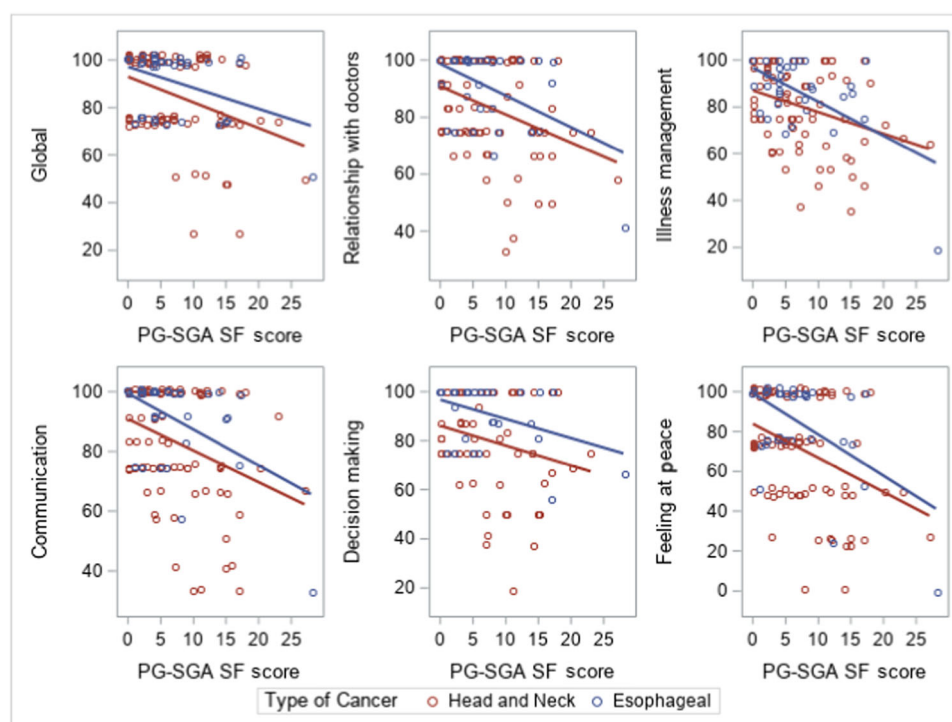 Global
100
80
60
40
20
0 5 10 15 20 25
PG-SGA SF score
Relationship with doctors
100
80
60
40
0 5 10 15 20 25
PG-SGA SF score
Illness management
100
80
60
40
20
0 5 10 15 20 25
PG-SGA SF score
Communication
100
80
60
40
0 5 10 15 20 25
PG-SGA SF score
Decision making
100
80
60
40
20
0 5 10 15 20 25
PG-SGA SF score
Feeling at peace
100
80
60
40
20
0
0 5 10 15 20 25
PG-SGA SF score
Type of Cancer Head and Neck Esophageal